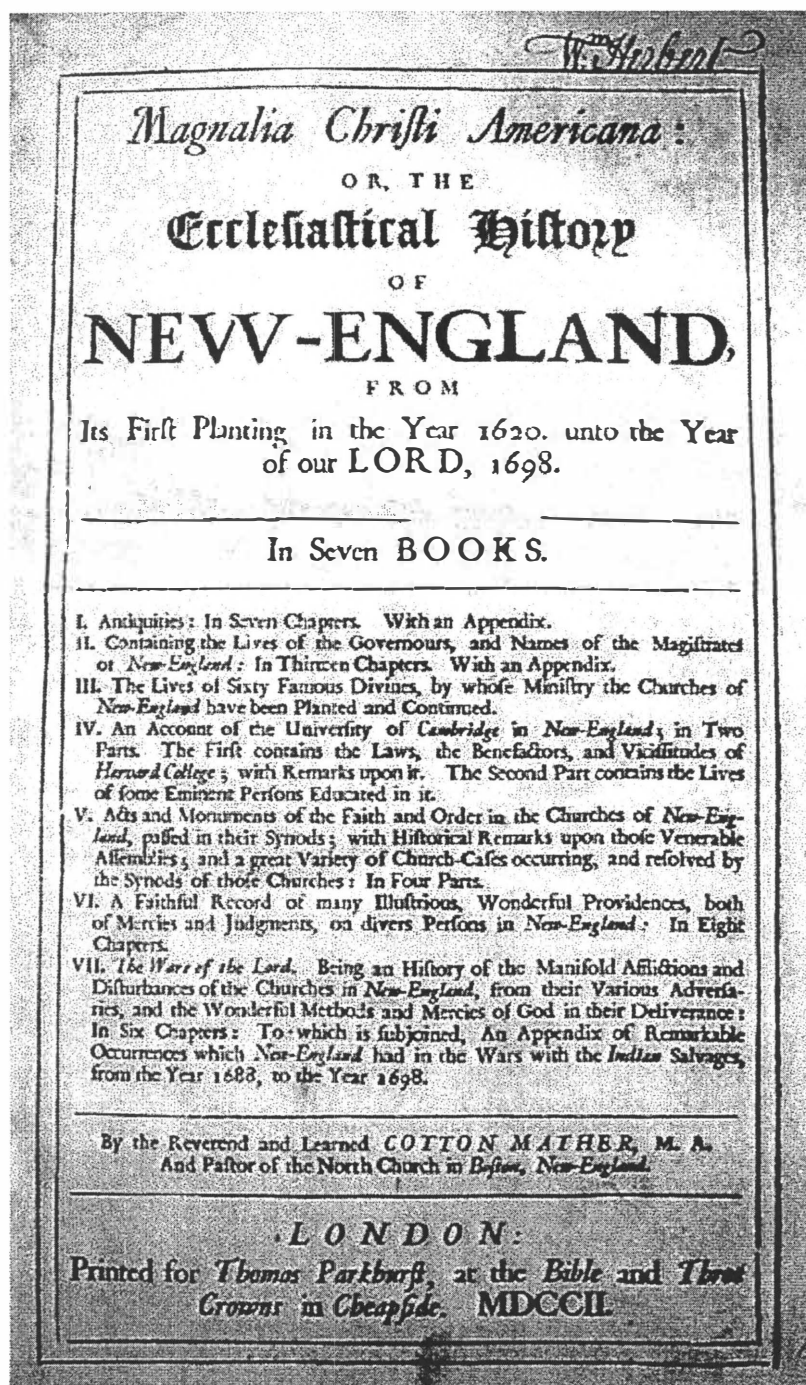 Wm Herbert
Magnalia Chriſti Americana:
OR, THE
Eccleſiaſtical Hiſtory
OF
NEVV-ENGLAND,
FROM
Its Firſt Planting in the Year 1620. unto the Year
of our LORD, 1698.
In Seven BOOKS.
I. Antiquities: In Seven Chapters. With an Appendix.
II. Containing the Lives of the Governours, and Names of the Magiſtrates
of New-England: In Thirteen Chapters. With an Appendix.
III. The Lives of Sixty Famous Divines, by whoſe Miniſtry the Churches of
New-England have been Planted and Continued.
IV. An Account of the Univerſity of Cambridge in New-England; in Two
Parts. The Firſt contains the Laws, the Benefactors, and Viciſſitudes of
Harvard College; with Remarks upon it. The Second Part contains the Lives
of ſome Eminent Perſons Educated in it.
V. Acts and Monuments of the Faith and Order in the Churches of New-Eng-
land, paſſed in their Synods; with Hiſtorical Remarks upon thoſe Venerable
Aſſemblies; and a great Variety of Church-Caſes occurring, and reſolved by
the Synods of thoſe Churches: In Four Parts.
VI. A Faithful Record of many Illuſtrious, Wonderful Providences, both
of Mercies and Judgments, on divers Perſons in New-England: In Eight
Chapters.
VII. The Wars of the Lord. Being an Hiſtory of the Manifold Afflictions and
Diſturbances of the Churches in New-England, from their Various Adverſa-
ries, and the Wonderful Methods and Mercies of God in their Deliverance:
In Six Chapters: To which is ſubjoined, An Appendix of Remarkable
Occurrences which New-England had in the Wars with the Indian Salvages,
from the Year 1688, to the Year 1698.
By the Reverend and Learned COTTON MATHER, M. A.
And Paſtor of the North Church in Boſton, New-England.
LONDON:
Printed for Thomas Parkhurſt, at the Bible and Three
Crowns in Cheapſide. MDCCII.